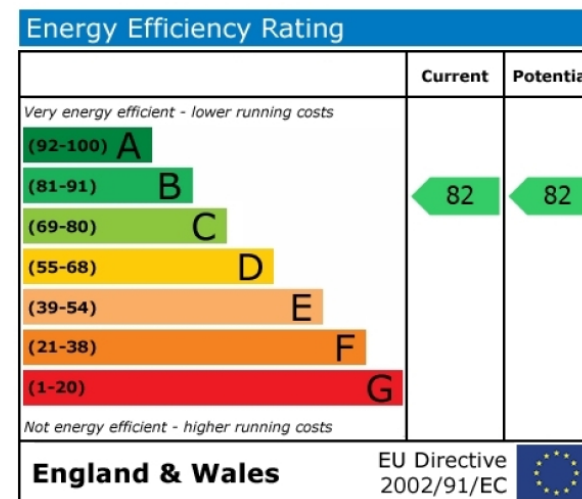 Energy Efficiency Rating
Current Potentia
Very energy efficient - lower running costs
(92-100) A
(81-91) B
82 82
(69-80) C
(55-68) D
(39-54) E
(21-38) F
(1-20) G
Not energy efficient - higher running costs
England & Wales
EU Directive
2002/91/EC